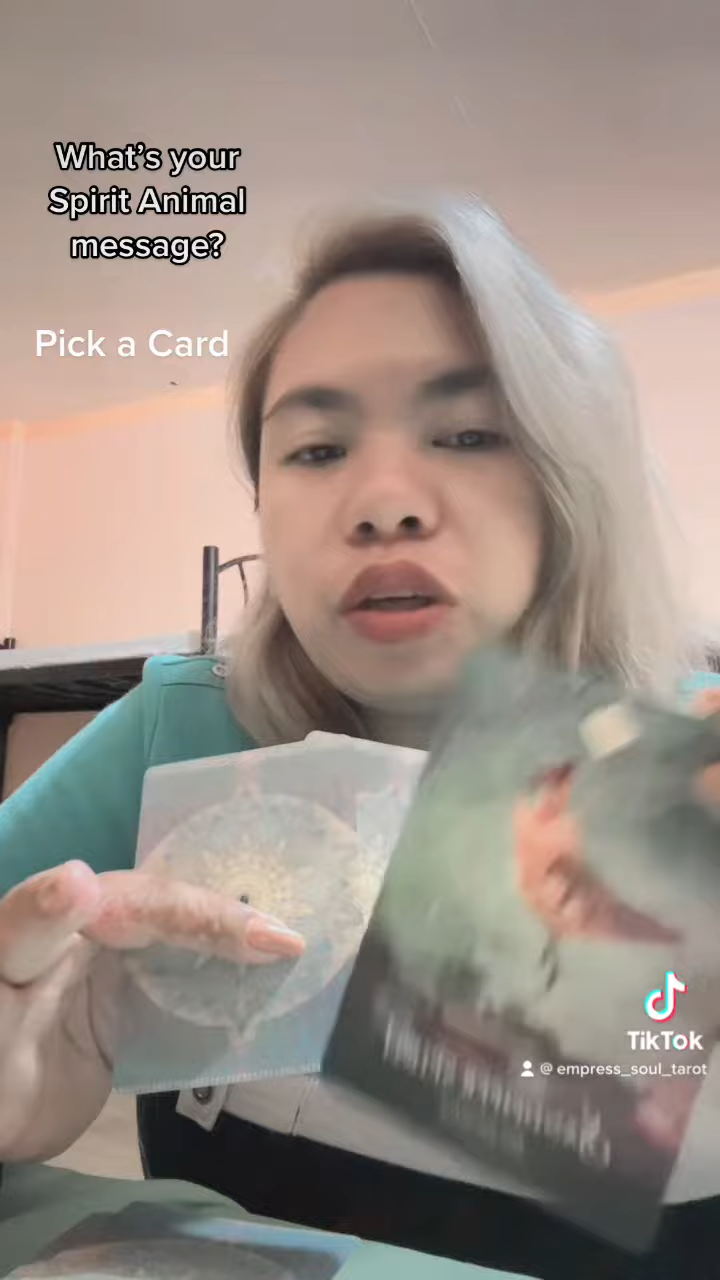 What's your
Spirit Animal
message?
Pick a Card
TikTok
@ empress_soul_tarot